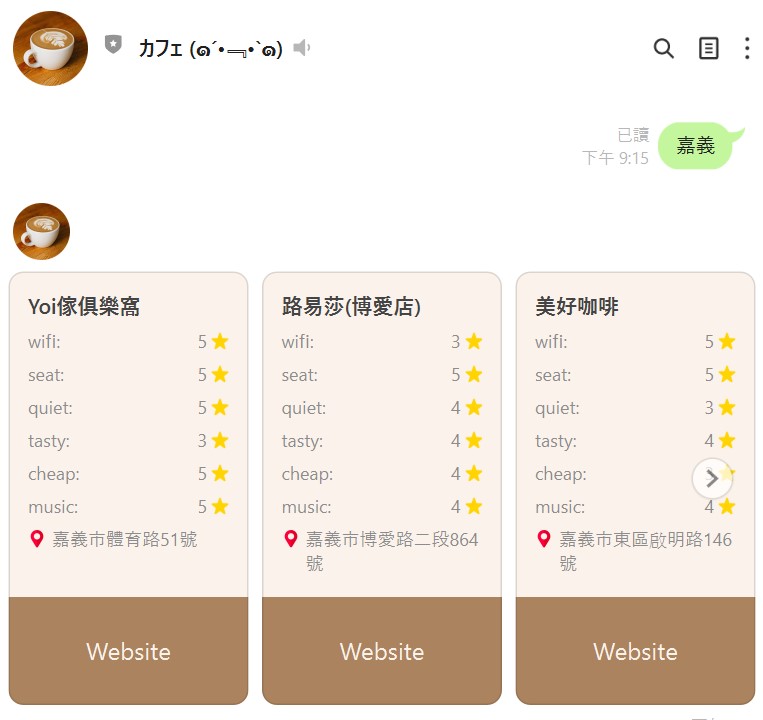 カフェ (๑´•﹃•`๑)
已讀
下午 9:15
嘉義
Yoi傢俱樂窩
wifi: 5
seat: 5
quiet: 5
tasty: 3
cheap: 5
music: 5
嘉義市體育路51號
Website
路易莎(博愛店)
wifi: 3
seat: 5
quiet: 4
tasty: 4
cheap: 4
music: 4
嘉義市博愛路二段864
號
Website
美好咖啡
wifi: 5
seat: 5
quiet: 3
tasty: 4
cheap:
music: 4
嘉義市東區啟明路146
號
Website